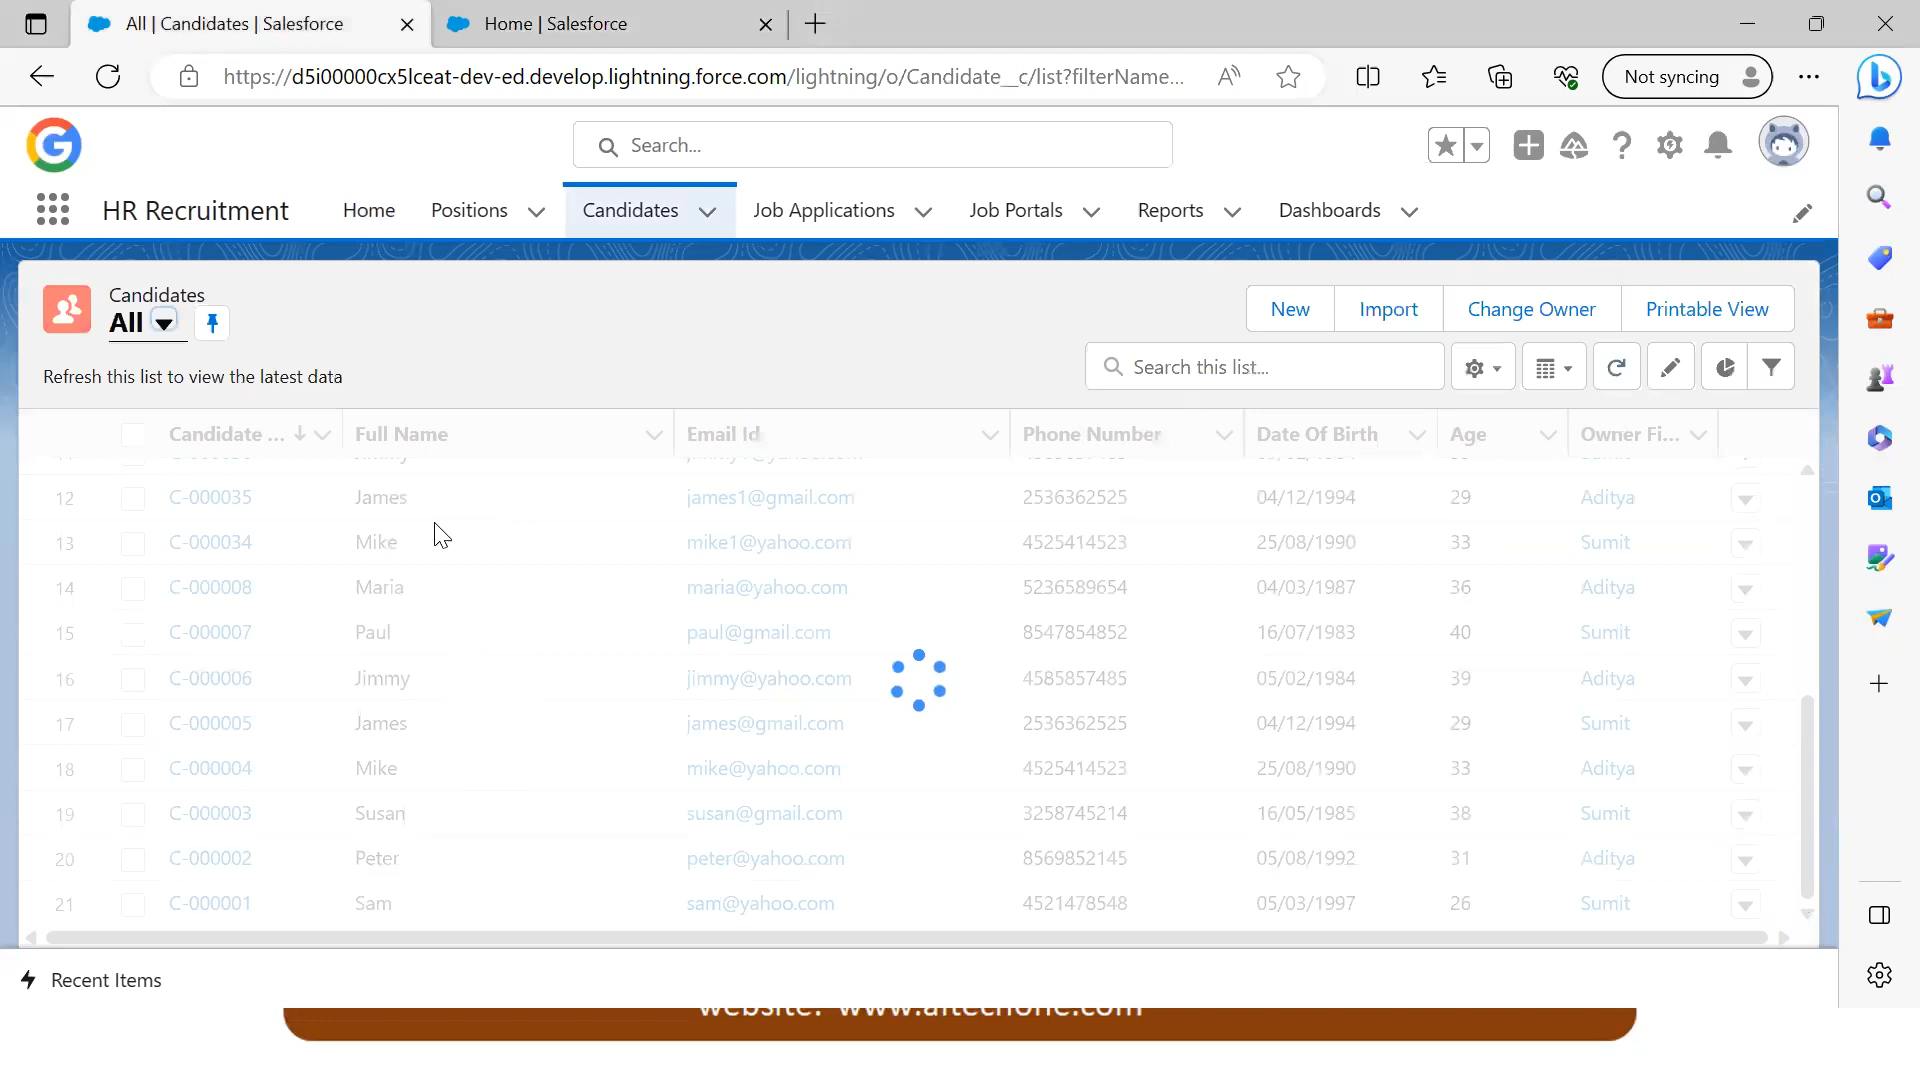 All | Candidates | Salesforce
Home | Salesforce
https://d5i00000cx5lceat-dev-ed.develop.lightning.force.com/lightning/o/Candidate__c/list?filterName...
Not syncing
Search...
HR Recruitment
Home
Positions
Candidates
Job Applications
Job Portals
Reports
Dashboards
Candidates
All
New
Import
Change Owner
Printable View
Refresh this list to view the latest data
Search this list...
Candidate ... Full Name Email Id Phone Number Date Of Birth Age Owner Fi...
12 C-000035 James james1@gmail.com 2536362525 04/12/1994 29 Aditya
13 C-000034 Mike mike1@yahoo.com 4525414523 25/08/1990 33 Sumit
14 C-000008 Maria maria@yahoo.com 5236589654 04/03/1987 36 Aditya
15 C-000007 Paul paul@gmail.com 8547854852 16/07/1983 40 Sumit
16 C-000006 Jimmy jimmy@yahoo.com 4585857485 05/02/1984 39 Aditya
17 C-000005 James james@gmail.com 2536362525 04/12/1994 29 Sumit
18 C-000004 Mike mike@yahoo.com 4525414523 25/08/1990 33 Aditya
19 C-000003 Susan susan@gmail.com 3258745214 16/05/1985 38 Sumit
20 C-000002 Peter peter@yahoo.com 8569852145 05/08/1992 31 Aditya
21 C-000001 Sam sam@yahoo.com 4521478548 05/03/1997 26 Sumit
Recent Items